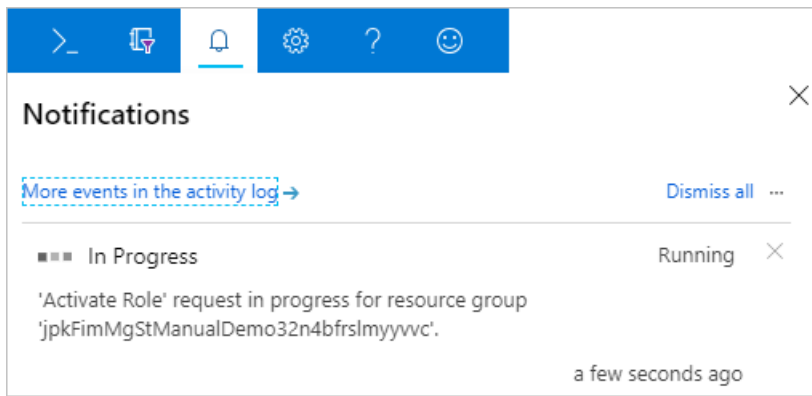 Notifications
More events in the activity log →
Dismiss all ...
In Progress
Running
'Activate Role' request in progress for resource group
'jpkFimMgStManualDemo32n4bfrslmyyvvc'.
a few seconds ago